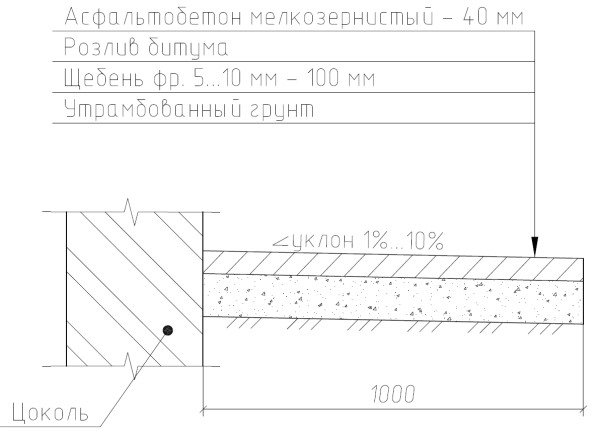 Асфальтобетон мелкозернистый - 40 мм
Розлив битума
Щебень фр. 5...10 мм - 100 мм
Утрамбованный грунт
∠уклон 1%...10%
1000
Цоколь